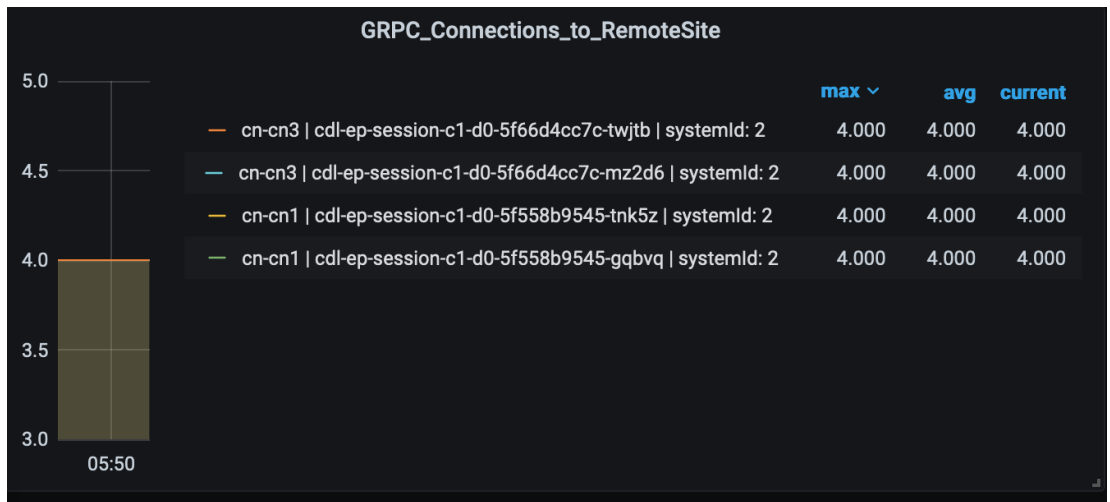 GRPC_Connections_to_RemoteSite
max avg current
cn-cn3 | cdl-ep-session-c1-d0-5f66d4cc7c-twjtb | systemId: 2 4.000 4.000 4.000
cn-cn3 | cdl-ep-session-c1-d0-5f66d4cc7c-mz2d6 | systemId: 2 4.000 4.000 4.000
cn-cn1 | cdl-ep-session-c1-d0-5f558b9545-tnk5z | systemId: 2 4.000 4.000 4.000
cn-cn1 | cdl-ep-session-c1-d0-5f558b9545-gqbvq | systemId: 2 4.000 4.000 4.000
5.0
4.5
4.0
3.5
3.0
05:50